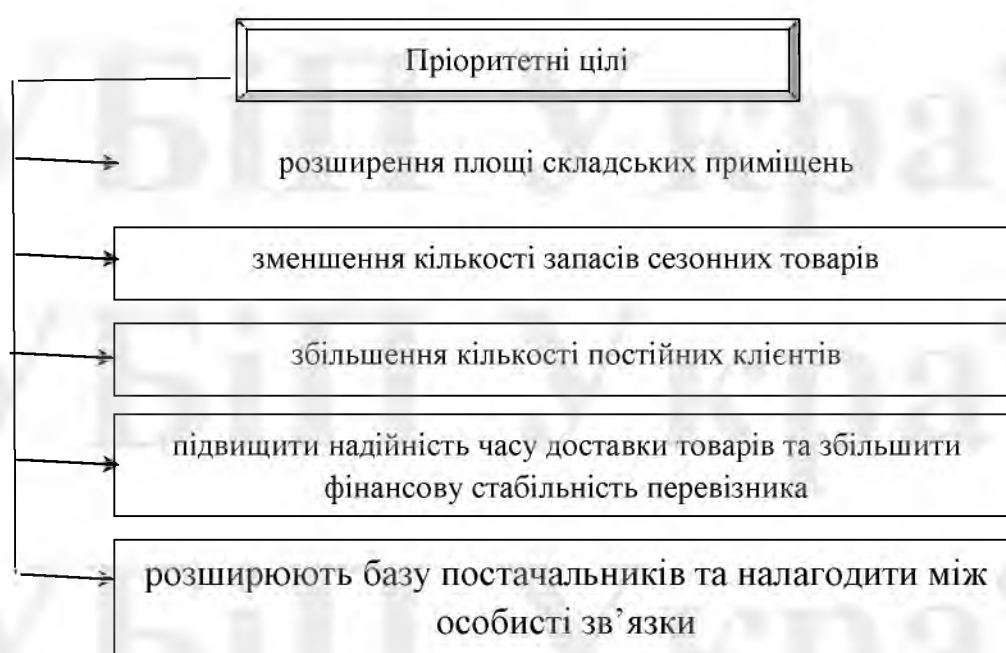 Пріоритетні цілі
розширення площі складських приміщень
зменшення кількості запасів сезонних товарів
збільшення кількості постійних клієнтів
підвищити надійність часу доставки товарів та збільшити
фінансову стабільність перевізника
розширюють базу постачальників та налагодити між
особисті зв’язки